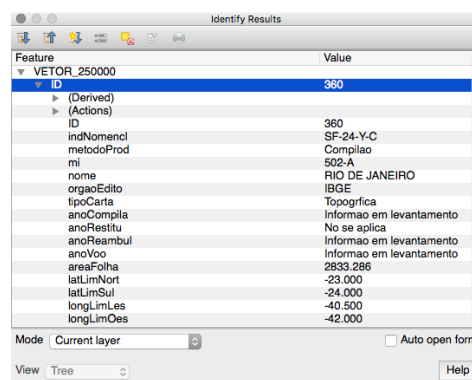 Identify Results
Feature Value
VETOR_250000
ID 360
(Derived)
(Actions)
ID 360
indNomencl SF-24-Y-C
metodoProd Compilao
mi 502-A
nome RIO DE JANEIRO
orgaoEdito IBGE
tipoCarta Topogrfica
anoCompila Informao em levantamento
anoRestitu No se aplica
anoReambul Informao em levantamento
anoVoo Informao em levantamento
areaFolha 2833.286
latLimNort -23.000
latLimSul -24.000
longLimLes -40.500
longLimOes -42.000
Mode Current layer Auto open forr
View Tree Help